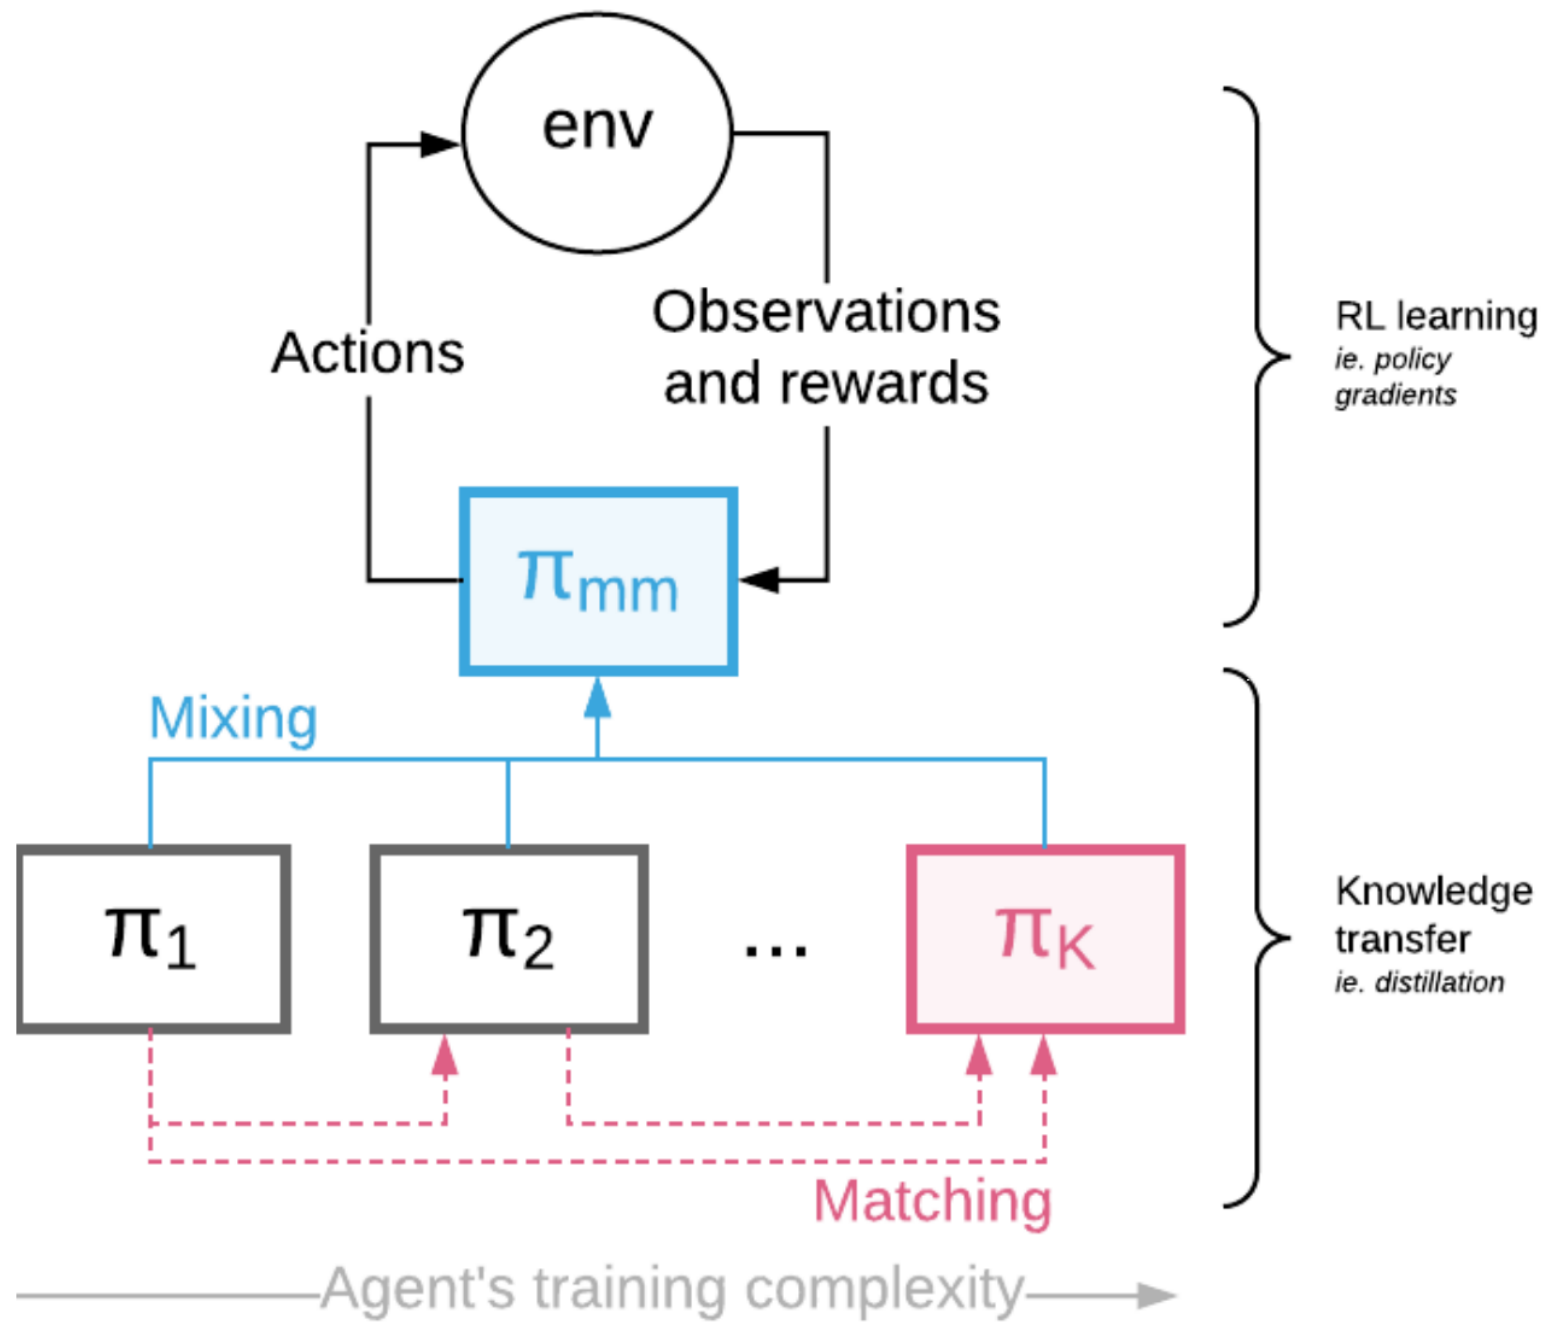 env
Actions
Observations
and rewards
RL learning
ie. policy
gradients
πmm
Mixing
π1
π2
...
πK
Knowledge
transfer
ie. distillation
Matching
Agent's training complexity